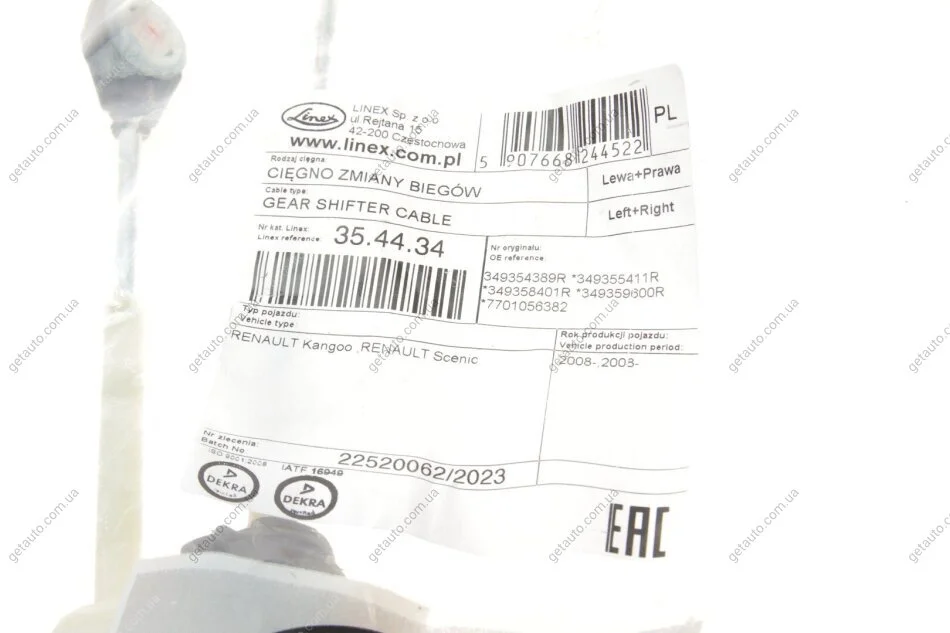 Linex
LINEX Sp. z o.o
ul.Rejtana 16
42-200 Częstochowa
www.linex.com.pl
5 907668 244522
PL
Rodzaj cięgna:
CIĘGNO ZMIANY BIEGÓW
Lewa+Prawa
Cable type:
GEAR SHIFTER CABLE
Left+Right
Nr kat. Linex:
Linex reference:
35.44.34
Nr oryginału:
OE reference:
349354389R *349355411R
*349358401R *349359600R
*7701056382
Typ pojazdu:
Vehicle type
RENAULT Kangoo ,RENAULT Scenic
Rok produkcji pojazdu:
Vehicle production period:
2008-,2003-
Nr zlecenia:
Batch No
22520062/2023
ISO 9001:2008
IATF 16949
DEKRA
DEKRA
EAC
getauto.com.ua